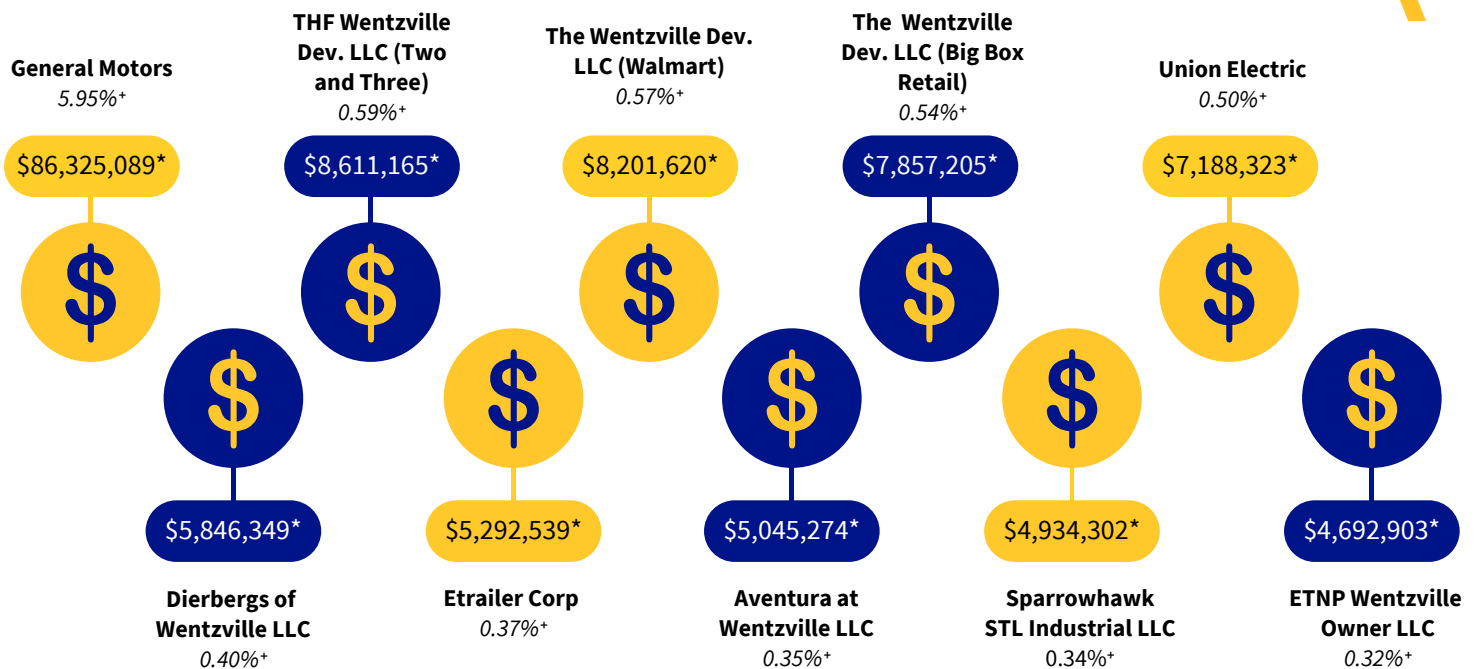 General Motors
5.95%⁺
$86,325,089*
THF Wentzville
Dev. LLC (Two
and Three)
0.59%⁺
$8,611,165*
The Wentzville Dev.
LLC (Walmart)
0.57%⁺
$8,201,620*
The Wentzville
Dev. LLC (Big Box
Retail)
0.54%⁺
$7,857,205*
Union Electric
0.50%⁺
$7,188,323*
$
$
$
$
$
$
$
$
$
$
$5,846,349*
Dierbergs of
Wentzville LLC
0.40%⁺
$5,292,539*
Etrailer Corp
0.37%⁺
$5,045,274*
Aventura at
Wentzville LLC
0.35%⁺
$4,934,302*
Sparrowhawk
STL Industrial LLC
0.34%⁺
$4,692,903*
ETNP Wentzville
Owner LLC
0.32%⁺